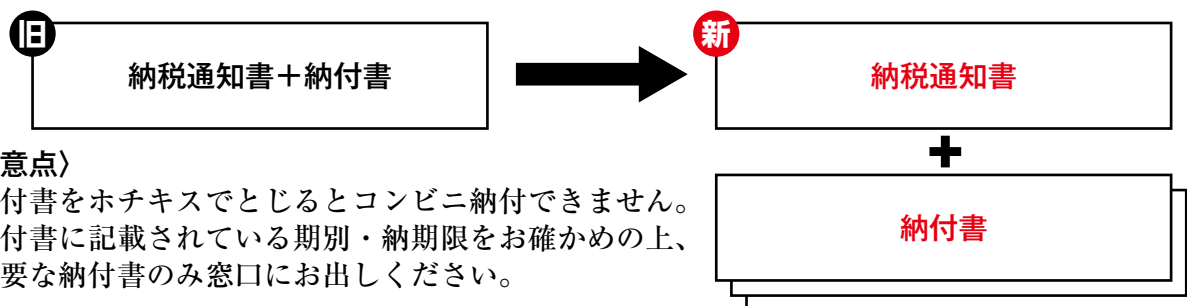 旧
納税通知書＋納付書
新
納税通知書
＋
納付書
意点〉
付書をホチキスでとじるとコンビニ納付できません。
付書に記載されている期別・納期限をお確かめの上、
要な納付書のみ窓口にお出しください。